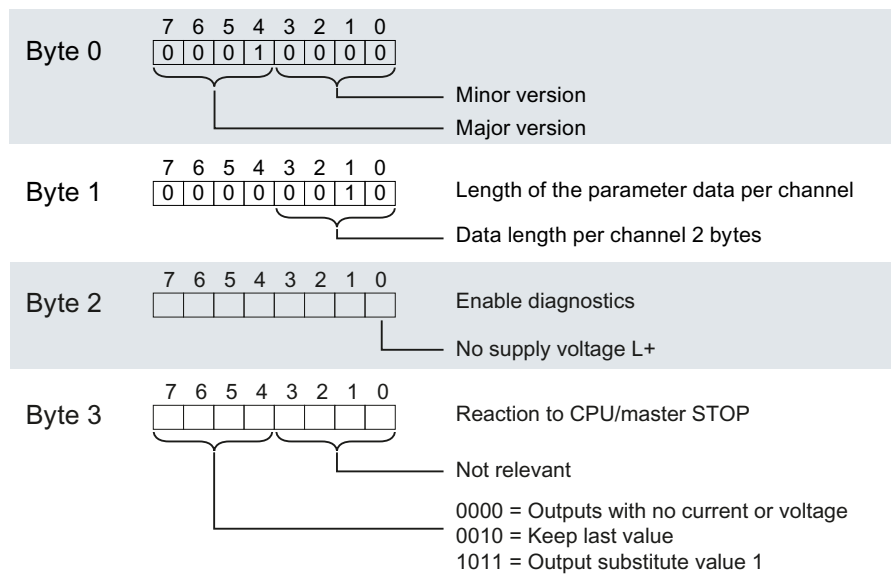 7 6 5 4 3 2 1 0
Byte 0
0 0 0 1 0 0 0 0
Minor version
Major version
7 6 5 4 3 2 1 0
Byte 1
0 0 0 0 0 0 1 0
Length of the parameter data per channel
Data length per channel 2 bytes
7 6 5 4 3 2 1 0
Byte 2
Enable diagnostics
No supply voltage L+
7 6 5 4 3 2 1 0
Byte 3
Reaction to CPU/master STOP
Not relevant
0000 = Outputs with no current or voltage
0010 = Keep last value
1011 = Output substitute value 1